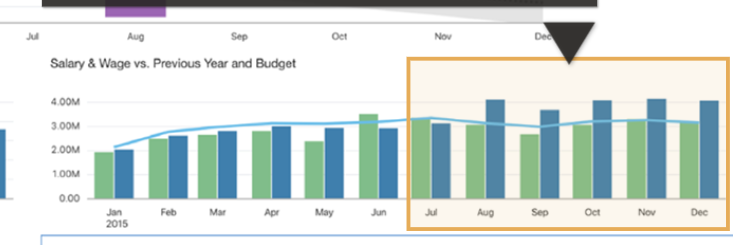 Jul Aug Sep Oct Nov Dec
Salary & Wage vs. Previous Year and Budget
4.00M
3.00M
2.00M
1.00M
0.00
Jan Feb Mar Apr May Jun Jul Aug Sep Oct Nov Dec
2015